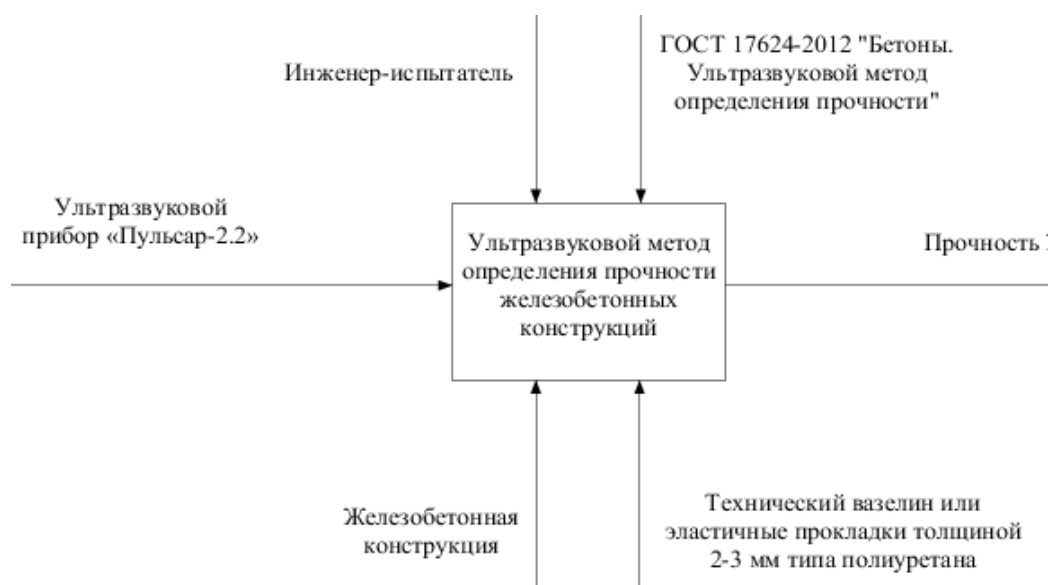 Инженер-испытатель
ГОСТ 17624-2012 "Бетоны.
Ультразвуковой метод
определения прочности"
Ультразвуковой
прибор «Пульсар-2.2»
Ультразвуковой метод
определения прочности
железобетонных
конструкций
Прочность
Железобетонная
конструкция
Технический вазелин или
эластичные прокладки толщиной
2-3 мм типа полиуретана